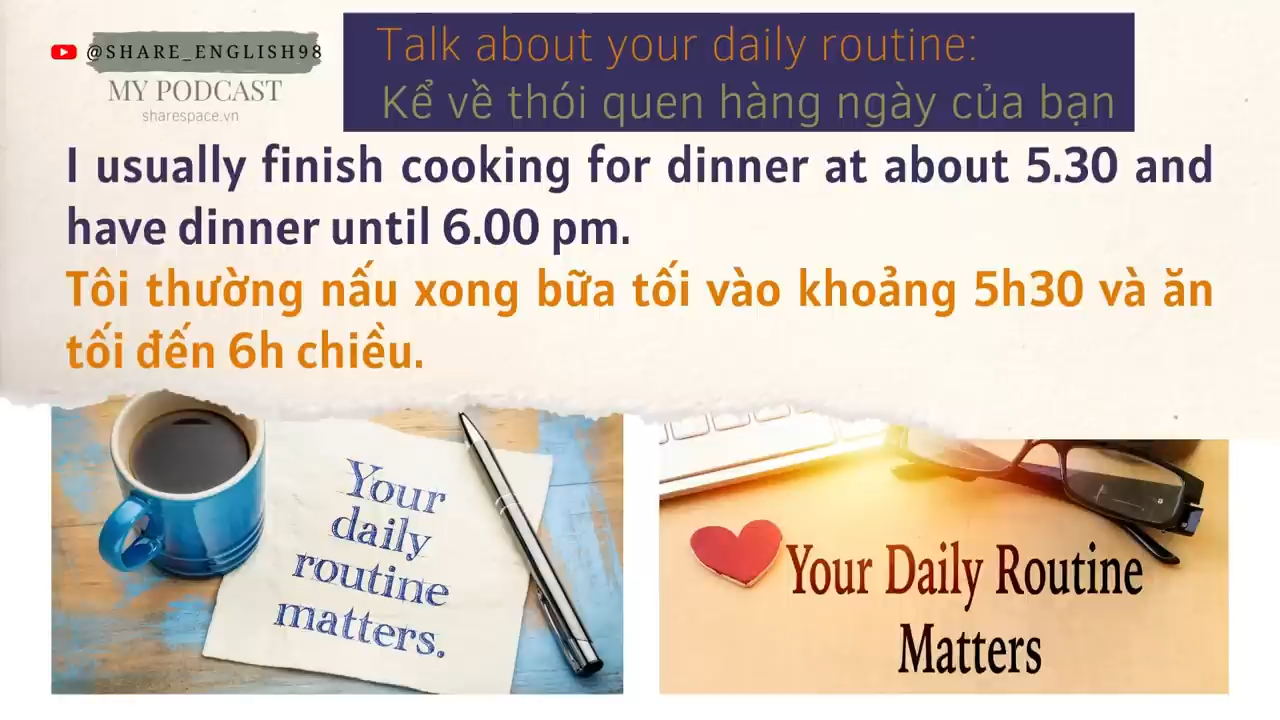 @SHARE_ENGLISH98
MY PODCAST
sharespace.vn
Talk about your daily routine:
Kể về thói quen hàng ngày của bạn
I usually finish cooking for dinner at about 5.30 and
have dinner until 6.00 pm.
Tôi thường nấu xong bữa tối vào khoảng 5h30 và ăn
tối đến 6h chiều.
Your
daily
routine
matters.
Your Daily Routine
Matters